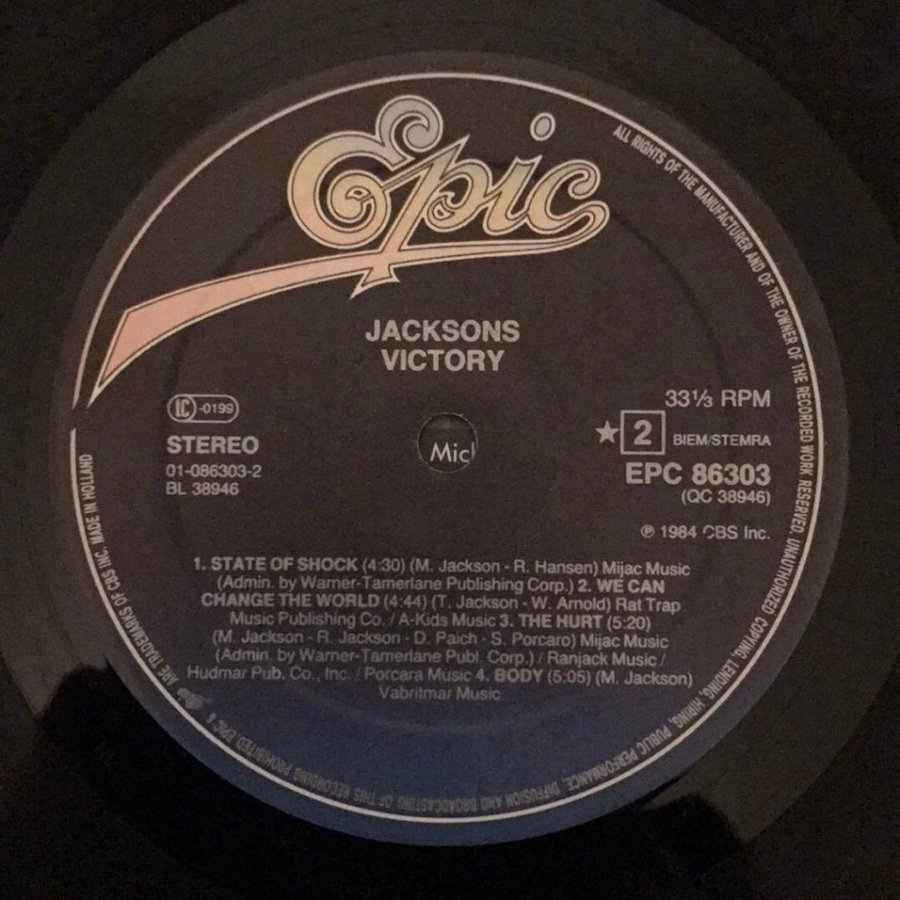 Epic
JACKSONS
VICTORY
LC-0199
STEREO
01-086303-2
BL 38946
Mic
33⅓ RPM
★ 2 BIEM/STEMRA
EPC 86303
(QC 38946)
℗ 1984 CBS Inc.
1. STATE OF SHOCK (4:30) (M. Jackson - R. Hansen) Mijac Music
(Admin. by Warner-Tamerlane Publishing Corp.) 2. WE CAN
CHANGE THE WORLD (4:44) (T. Jackson - W. Arnold) Rat Trap
Music Publishing Co. / A-Kids Music 3. THE HURT (5:20)
(M. Jackson - R. Jackson - D. Paich - S. Porcaro) Mijac Music
(Admin. by Warner-Tamerlane Publ. Corp.) / Ranjack Music /
Hudmar Pub. Co., Inc. / Porcara Music 4. BODY (5:05) (M. Jackson)
Vabritmar Music
ALL RIGHTS OF THE MANUFACTURER AND OF THE OWNER OF THE RECORDED WORK RESERVED. UNAUTHORIZED COPYING, LENDING, HIRING, PUBLIC PERFORMANCE, DIFFUSION AND BROADCASTING OF THIS RECORDING PROHIBITED. EPIC & ARE TRADEMARKS OF CBS INC. MADE IN HOLLAND